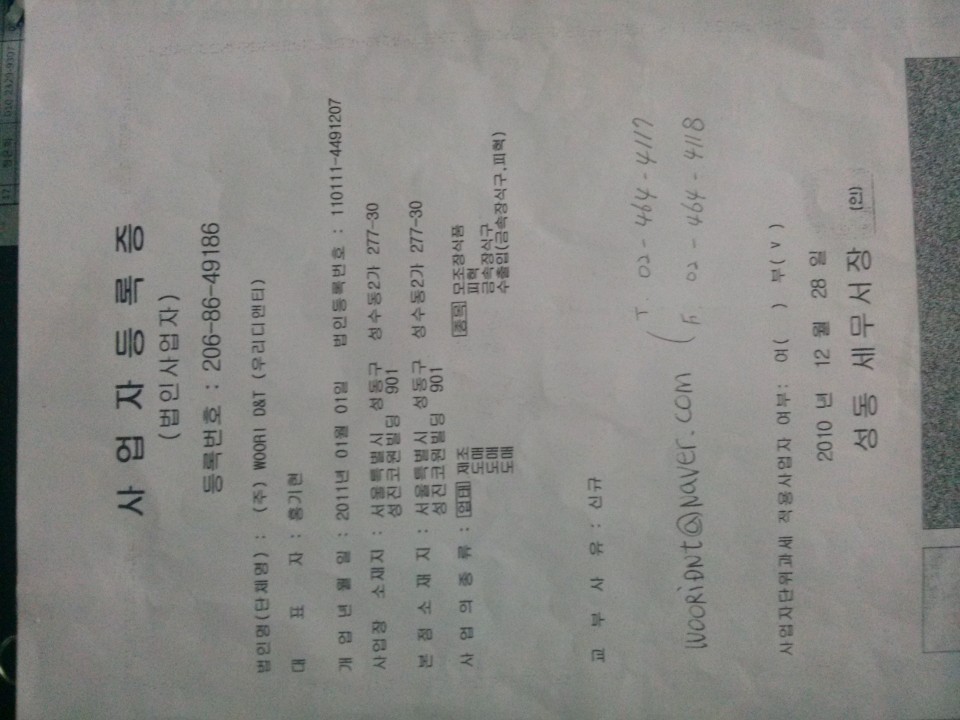 사 업 자 등 록 증
(법인사업자)
등록번호 : 206-86-49186
법인명(단체명) : (주) WOORI D&T (우리디앤티)
대 표 자 : 홍기현
개 업 년 월 일 : 2011년 01월 01일 법인등록번호 : 110111-4491207
사업장 소재지 : 서울특별시 성동구 성수동2가 277-30
성진코원빌딩 901
본 점 소 재 지 : 서울특별시 성동구 성수동2가 277-30
성진코원빌딩 901
사 업 의 종 류 : 업태 제조 종목 모조장식품
도매 피혁
도매 금속장식구
도매 수출입(금속장식구,피혁)
교 부 사 유 : 신규
T. 02-464-4117
WOORIDNT@Naver.com ( F. 02-464-4118
사업자단위과세 적용사업자 여부: 여( ) 부( v )
2010 년 12 월 28 일
성동 세무서장 (인)